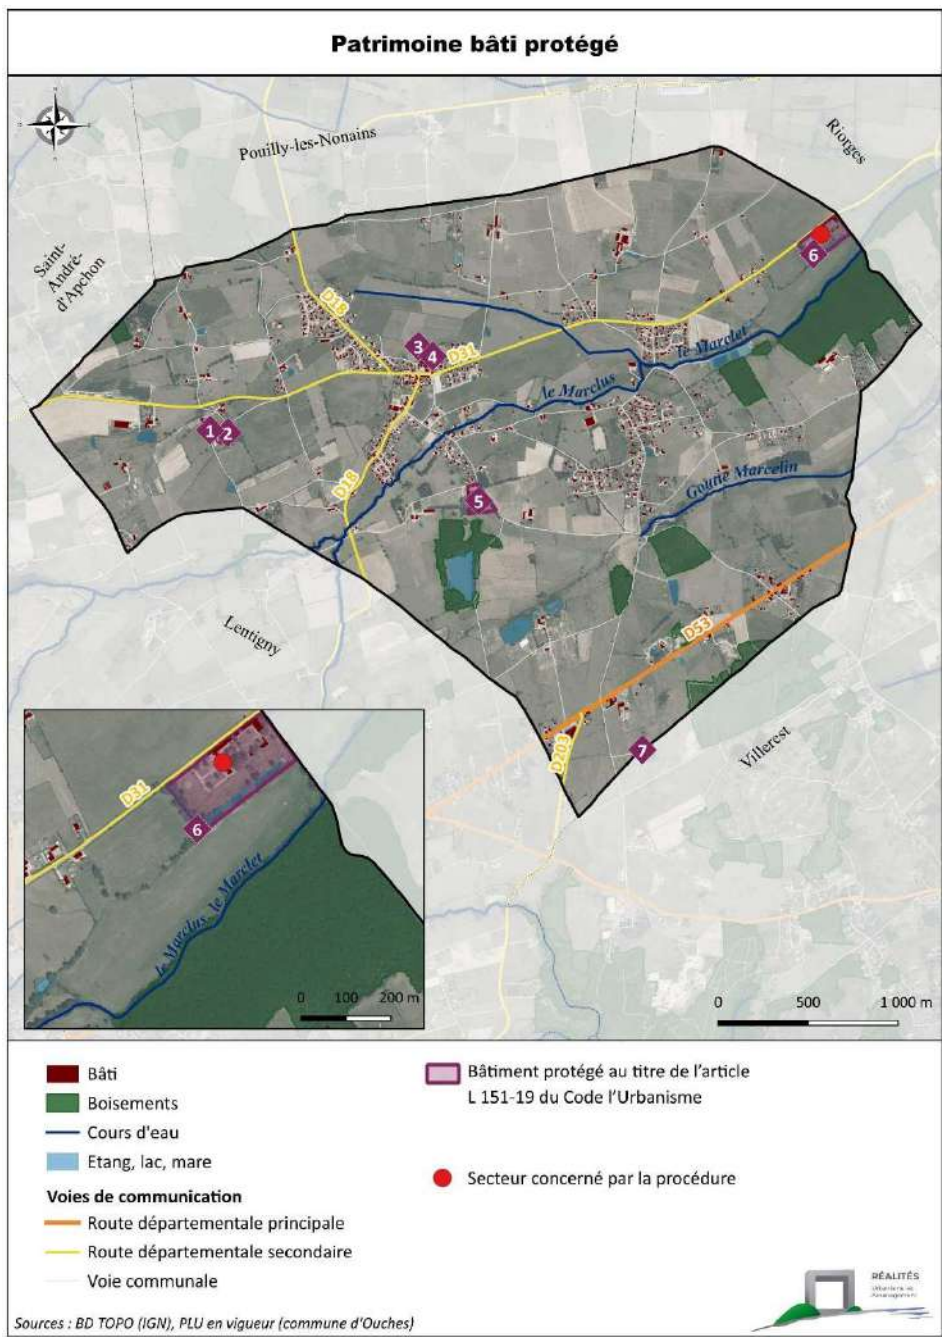 Patrimoine bâti protégé
Pouilly-les-Nonains
Riorges
Saint-
André-
d'Apchon
6
D18
3
4
D31
le Marclet
le Marclus
1
2
D18
5
Goutte Marcelin
Lentigny
D53
D203
7
Villerest
D31
6
le Marclus, le Marclet
0 100 200 m
0 500 1 000 m
Bâti
Boisements
Cours d'eau
Etang, lac, mare
Voies de communication
Route départementale principale
Route départementale secondaire
Voie communale
Bâtiment protégé au titre de l'article
L 151-19 du Code l'Urbanisme
Secteur concerné par la procédure
RÉALITÉS
Urbanisme et
Aménagement
Sources : BD TOPO (IGN), PLU en vigueur (commune d'Ouches)